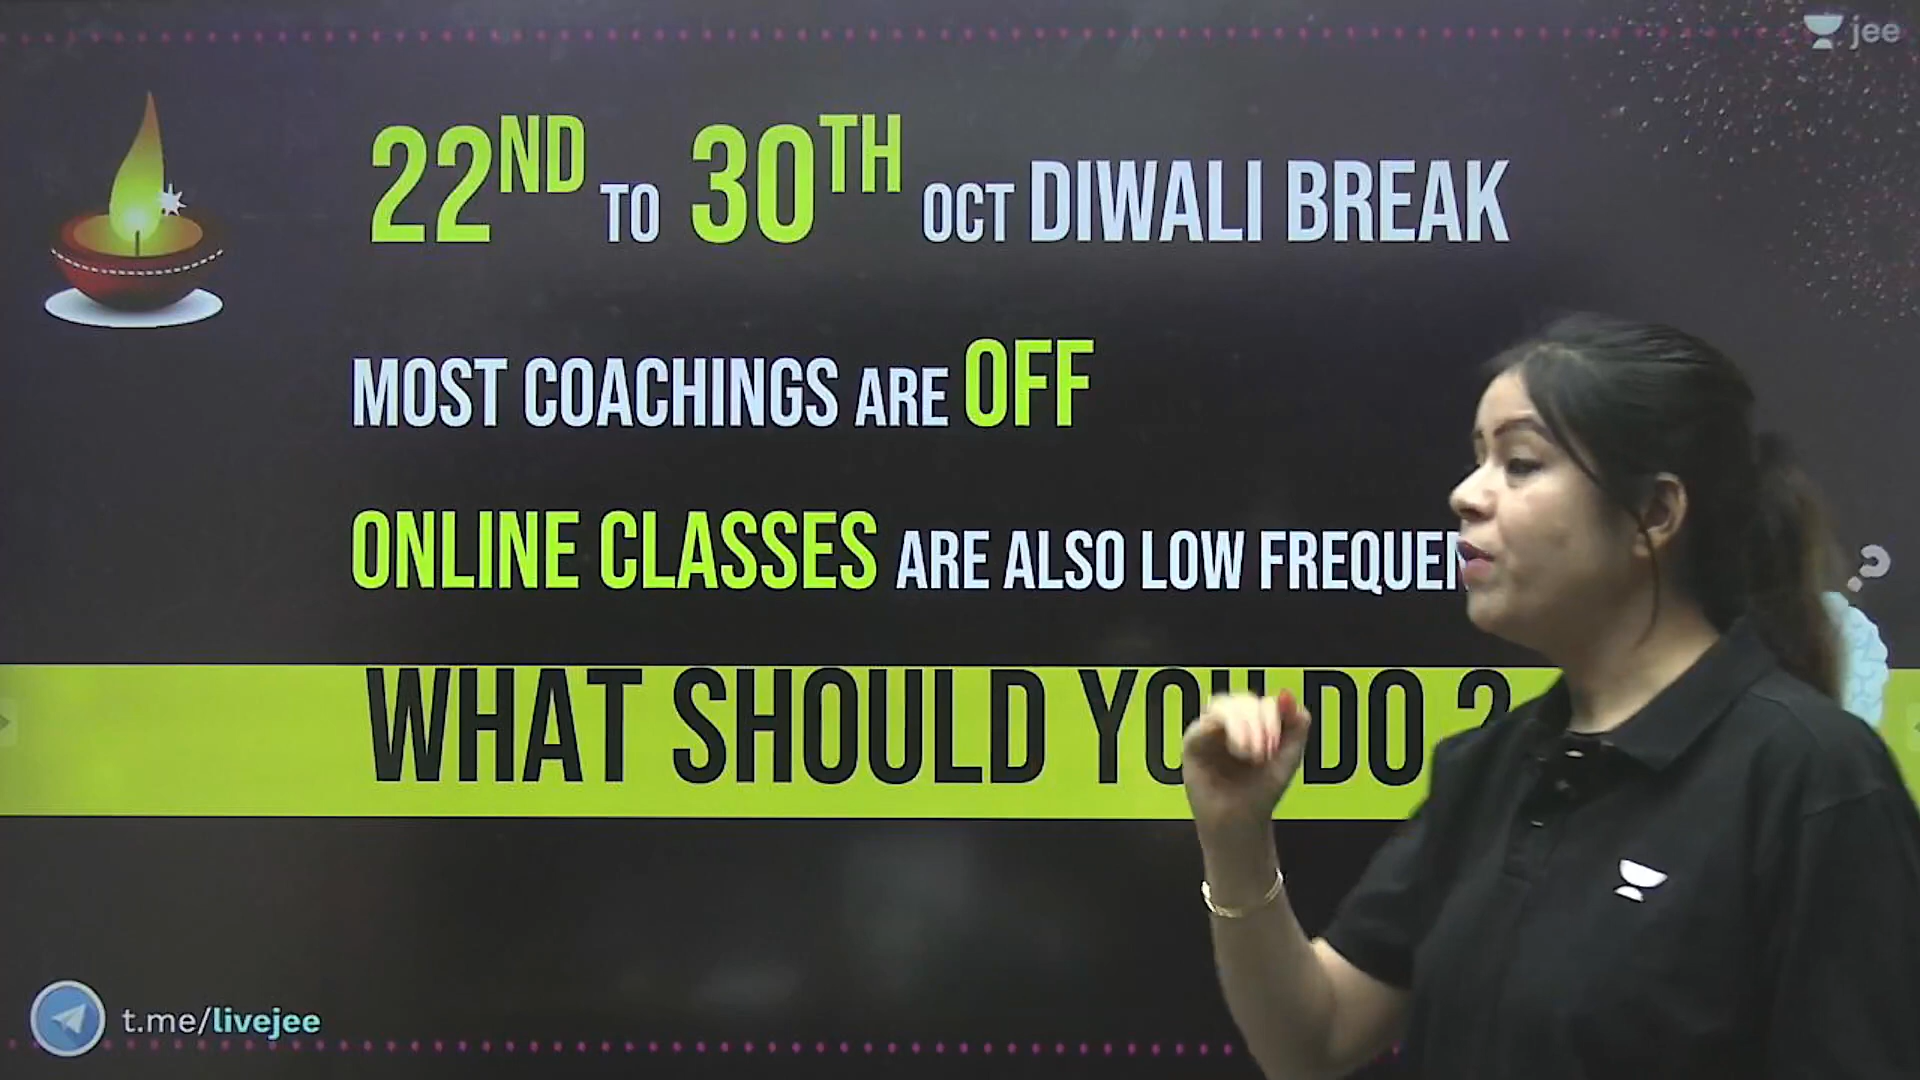 jee
22ND TO 30TH OCT DIWALI BREAK
MOST COACHINGS ARE OFF
ONLINE CLASSES ARE ALSO LOW
WHAT SHOULD YOU DO ?
t.me/livejee